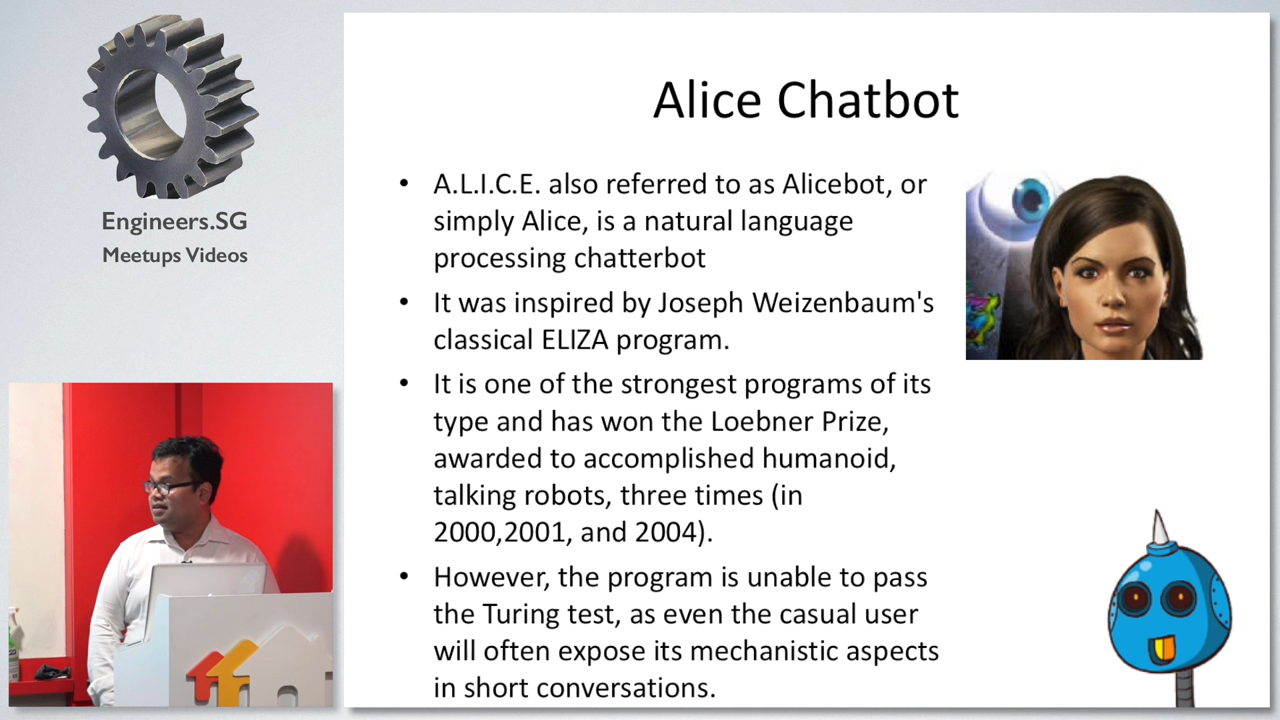 Engineers.SG
Meetups Videos
Alice Chatbot
• A.L.I.C.E. also referred to as Alicebot, or
simply Alice, is a natural language
processing chatterbot
• It was inspired by Joseph Weizenbaum's
classical ELIZA program.
• It is one of the strongest programs of its
type and has won the Loebner Prize,
awarded to accomplished humanoid,
talking robots, three times (in
2000,2001, and 2004).
• However, the program is unable to pass
the Turing test, as even the casual user
will often expose its mechanistic aspects
in short conversations.